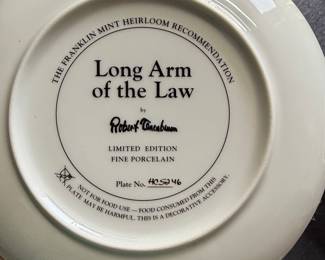 THE FRANKLIN MINT HEIRLOOM RECOMMENDATION
Long Arm
of the Law
by
Robert Tanenbaum
LIMITED EDITION
FINE PORCELAIN
Plate No.
NOT FOR FOOD USE — FOOD CONSUMED FROM THIS
PLATE MAY BE HARMFUL. THIS IS A DECORATIVE ACCESSORY.